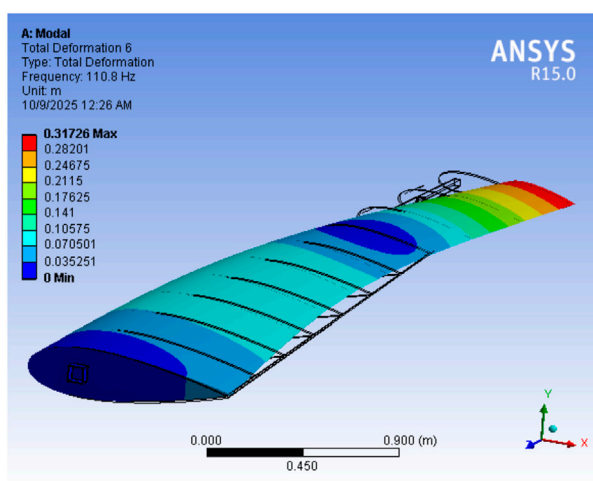 A: Modal
Total Deformation 6
Type: Total Deformation
Frequency: 110.8 Hz
Unit: m
10/9/2025 12:26 AM
ANSYS
R15.0
0.31726 Max
0.28201
0.24675
0.2115
0.17625
0.141
0.10575
0.070501
0.035251
0 Min
0.000
0.900 (m)
0.450
Y
X
Z